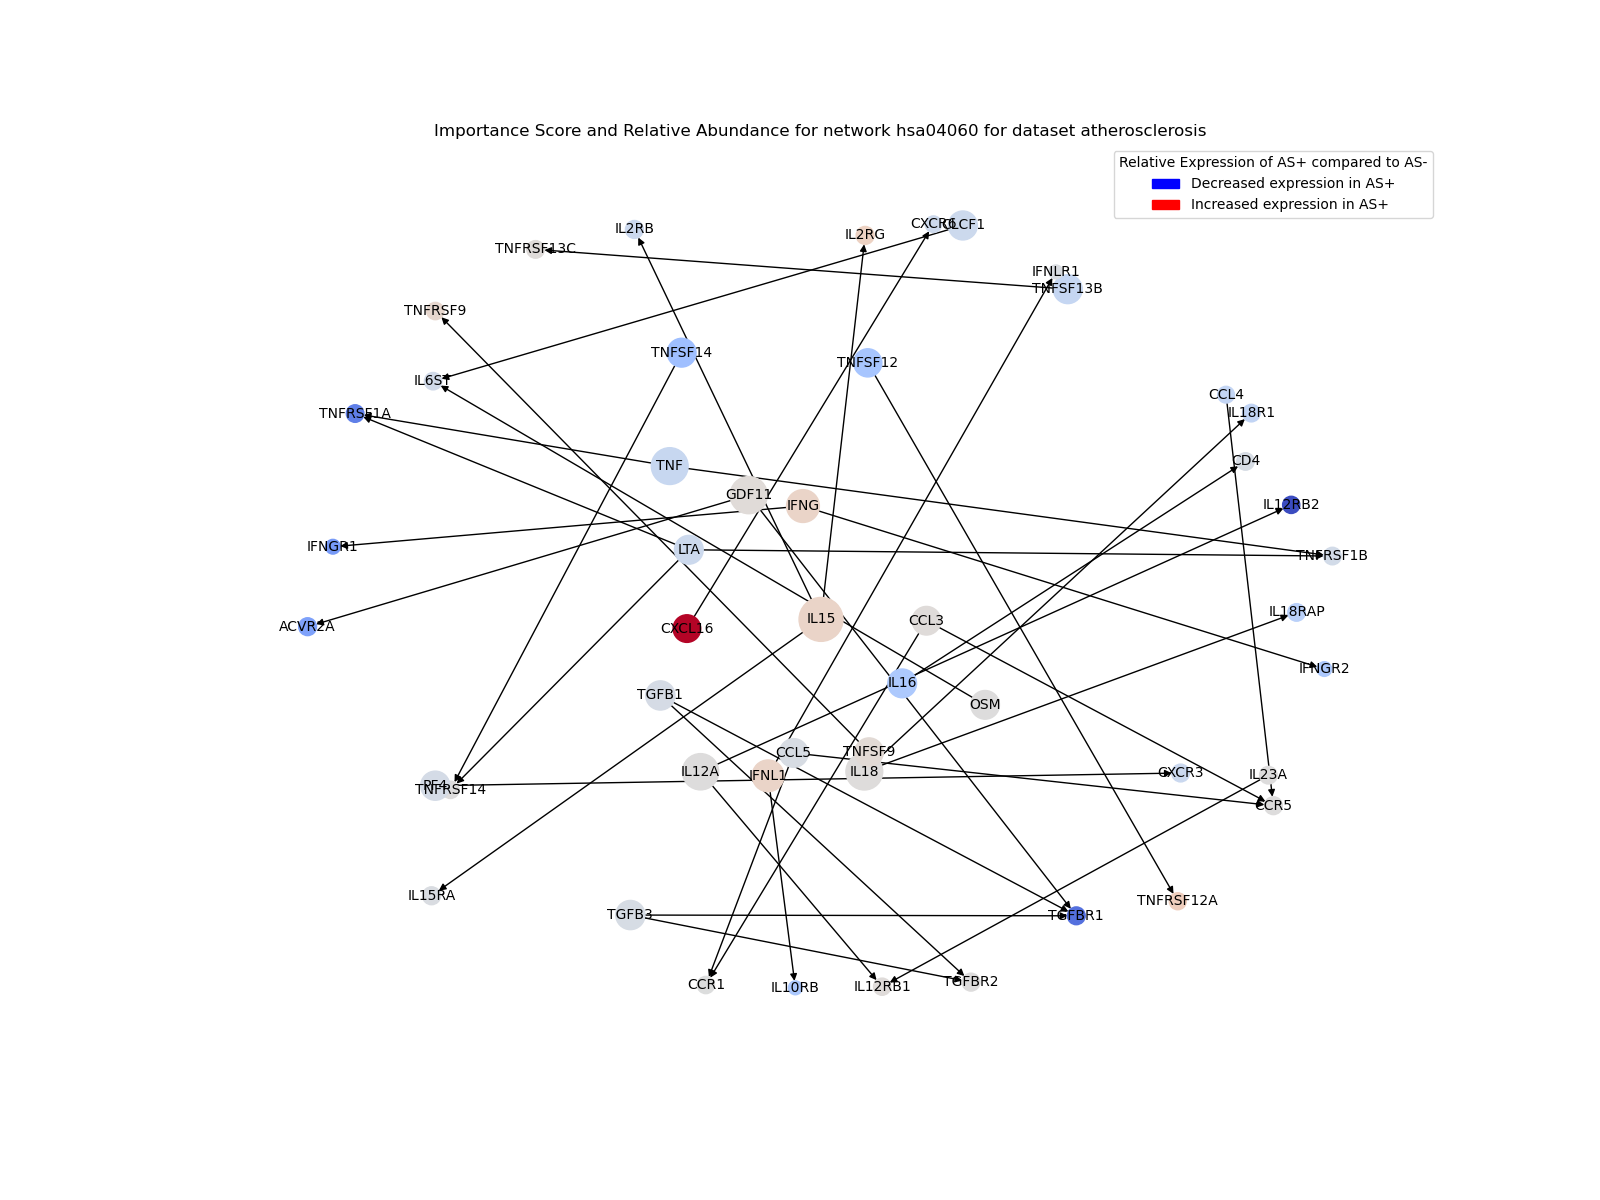 Importance Score and Relative Abundance for network hsa04060 for dataset atherosclerosis
Relative Expression of AS+ compared to AS-
Decreased expression in AS+
Increased expression in AS+
IL2RB
CXCR6
CLCF1
IL2RG
TNFRSF13C
IFNLR1
TNFSF13B
TNFRSF9
TNFSF14
TNFSF12
IL6ST
CCL4
TNFRSF1A
IL18R1
TNF
CD4
GDF11
IFNG
IL12RB2
IFNGR1
LTA
TNFRSF1B
IL18RAP
ACVR2A
CXCL16
IL15
CCL3
IFNGR2
IL16
TGFB1
OSM
CCL5
TNFSF9
IL12A
IFNL1
IL18
CXCR3
IL23A
PF4
TNFRSF14
CCR5
IL15RA
TNFRSF12A
TGFB3
TGFBR1
CCR1
IL10RB
IL12RB1
TGFBR2